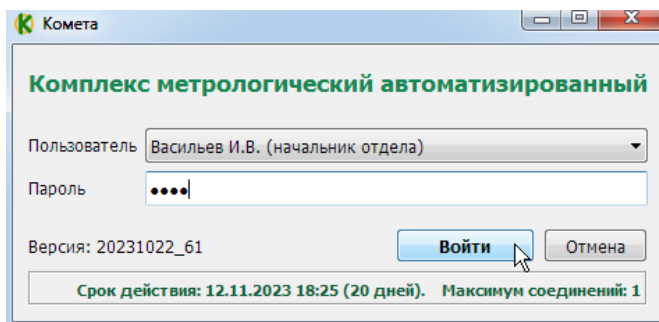 Комета
Комплекс метрологический автоматизированный
Пользователь Васильев И.В. (начальник отдела)
Пароль ••••
Версия: 20231022_61 Войти Отмена
Срок действия: 12.11.2023 18:25 (20 дней). Максимум соединений: 1